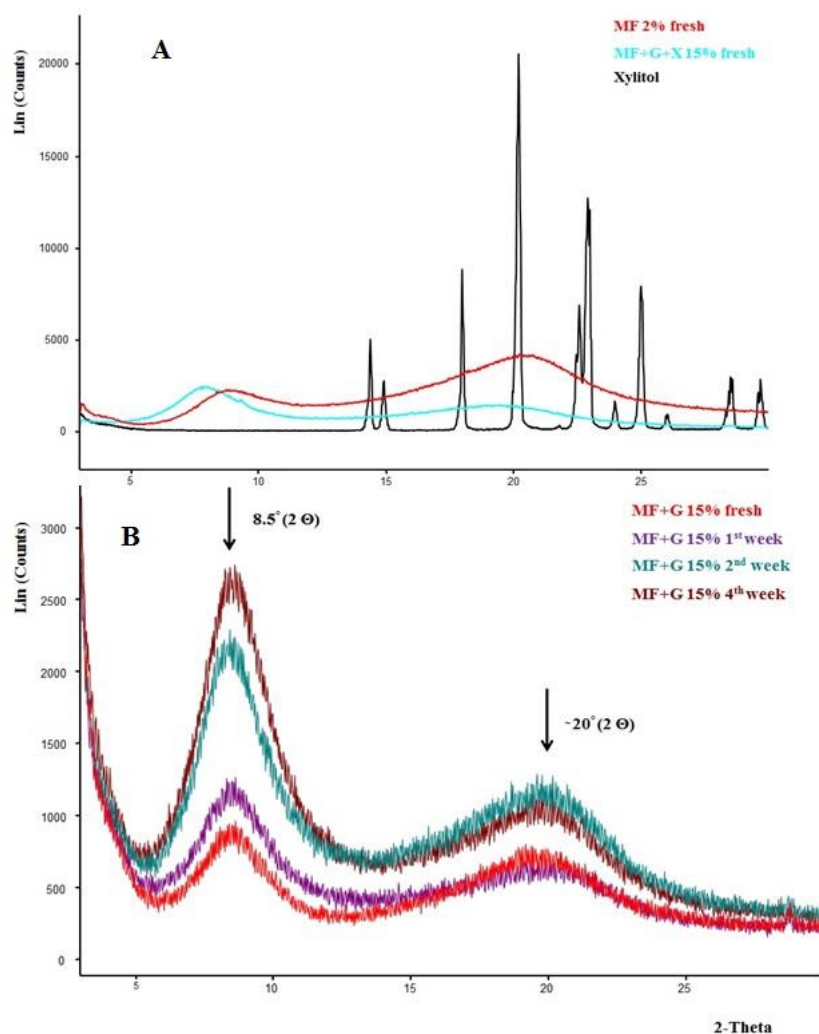 A
MF 2% fresh
MF+G+X 15% fresh
Xylitol
Lin (Counts)
20000
15000
10000
5000
0
5 10 15 20 25
B
8.5°(2 Θ)
MF+G 15% fresh
MF+G 15% 1st week
MF+G 15% 2nd week
MF+G 15% 4th week
~20°(2 Θ)
Lin (Counts)
3000
2500
2000
1500
1000
500
0
5 10 15 20 25
2-Theta